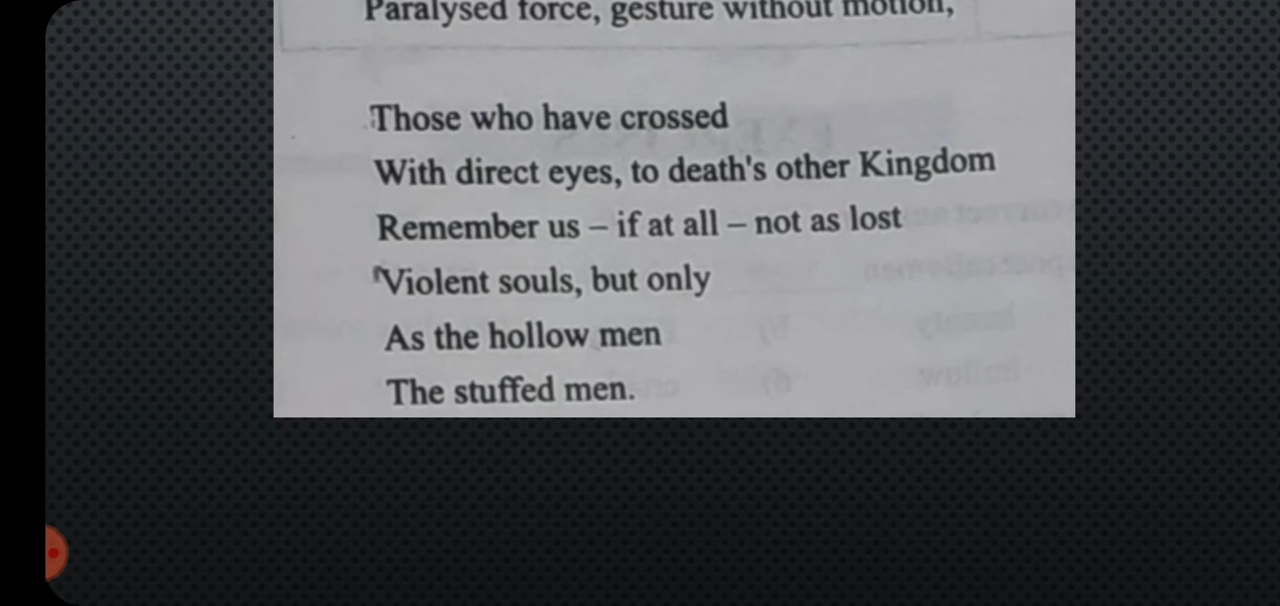 Paralysed force, gesture without motion,
Those who have crossed
With direct eyes, to death's other Kingdom
Remember us – if at all – not as lost
Violent souls, but only
As the hollow men
The stuffed men.